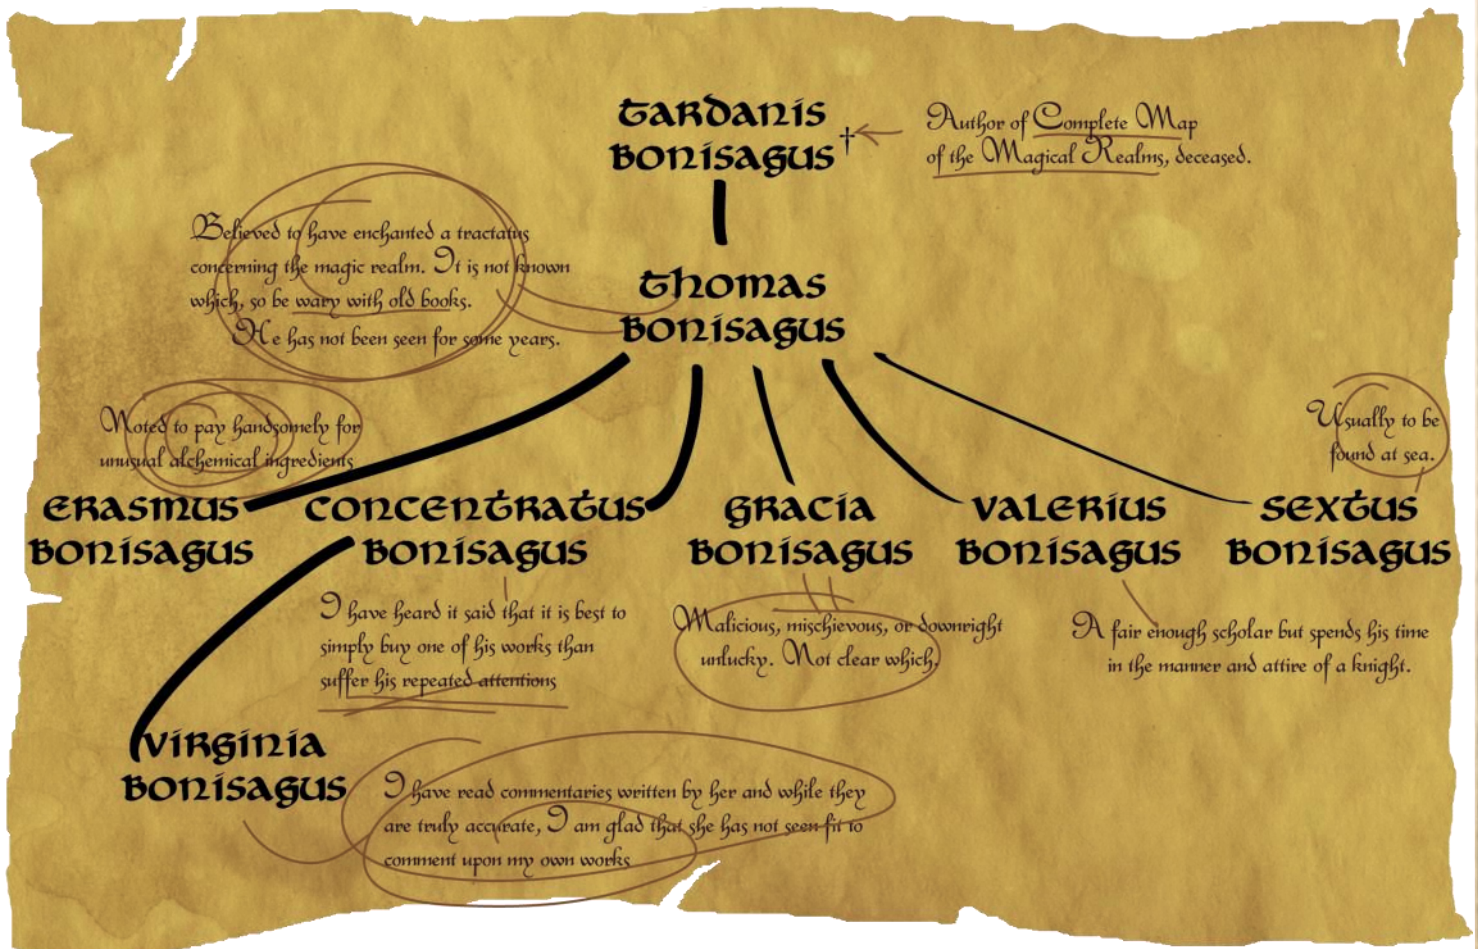 Tardanis
Bonisagus †
Author of Complete Map
of the Magical Realms, deceased.
Believed to have enchanted a tractatus
concerning the magic realm. It is not known
which, so be wary with old books.
He has not been seen for some years.
Thomas
Bonisagus
Noted to pay handsomely for
unusual alchemical ingredients
Usually to be
found at sea.
Erasmus
Bonisagus
Concentratus
Bonisagus
Gracia
Bonisagus
Valerius
Bonisagus
Sextus
Bonisagus
I have heard it said that it is best to
simply buy one of his works than
suffer his repeated attentions
Malicious, mischievous, or downright
unlucky. Not clear which.
A fair enough scholar but spends his time
in the manner and attire of a knight.
Virginia
Bonisagus
I have read commentaries written by her and while they
are truly accurate, I am glad that she has not seen fit to
comment upon my own works